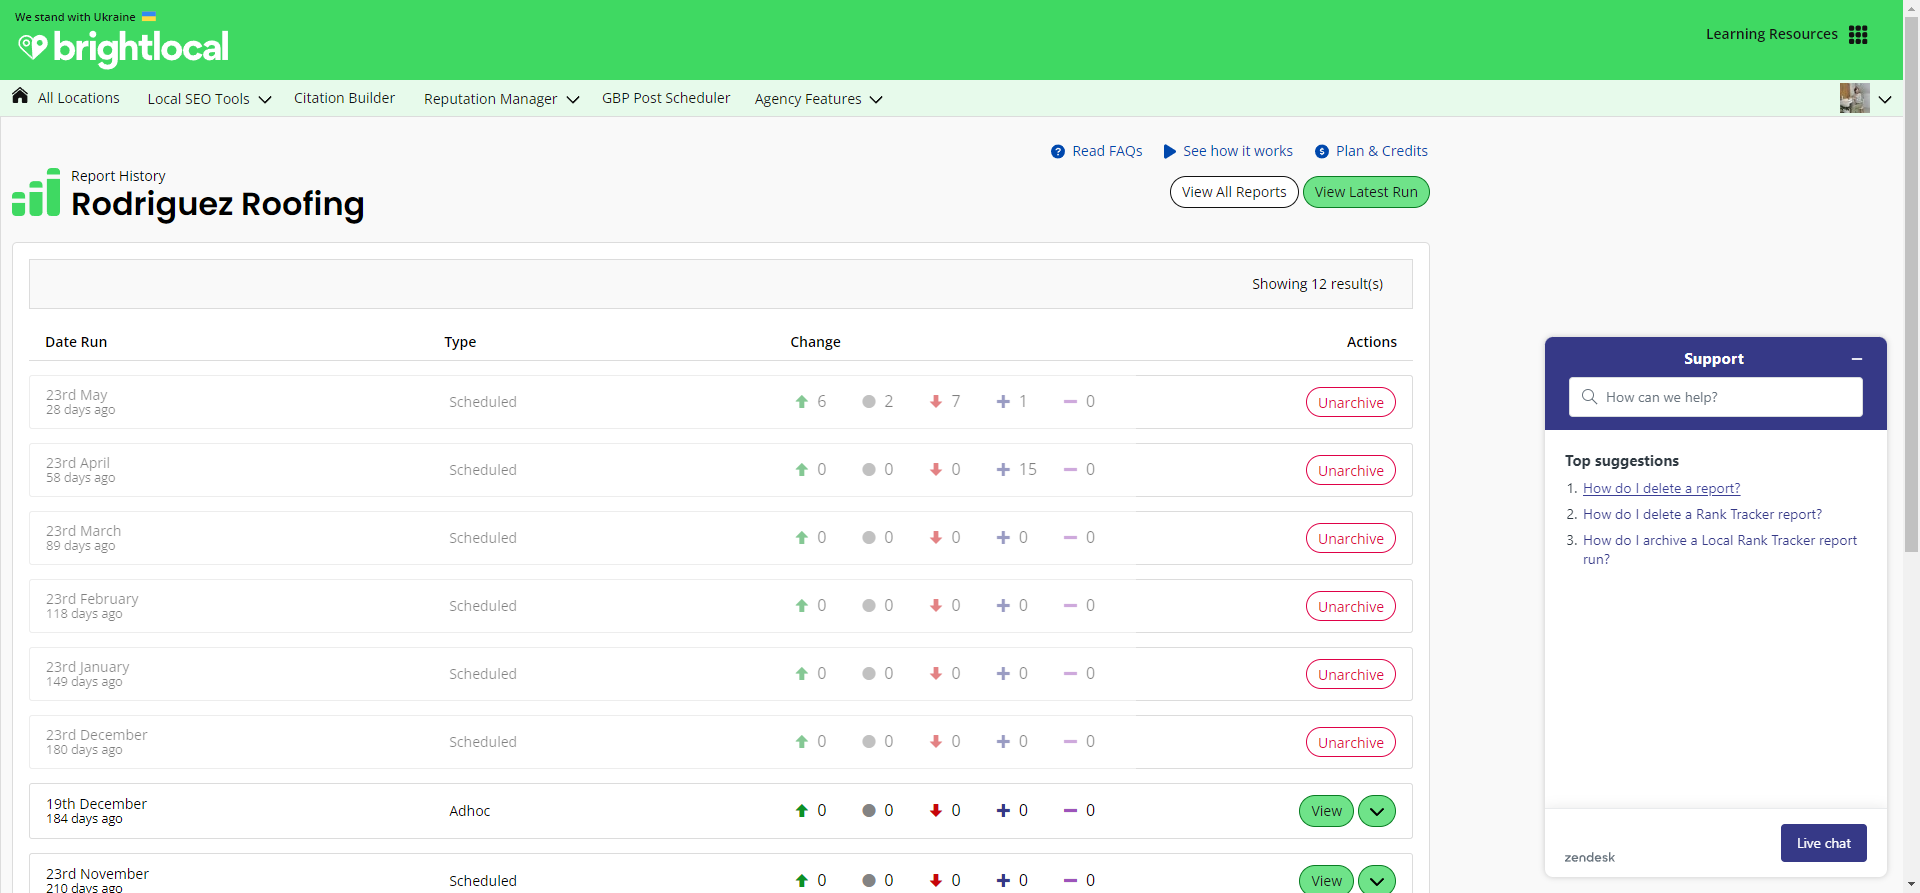 We stand with Ukraine
brightlocal
Learning Resources
All Locations
Local SEO Tools
Citation Builder
Reputation Manager
GBP Post Scheduler
Agency Features
Read FAQs
See how it works
Plan & Credits
Report History
Rodriguez Roofing
View All Reports
View Latest Run
Showing 12 result(s)
Date Run Type Change Actions
23rd May
28 days ago
Scheduled 6 2 7 1 0 Unarchive
23rd April
58 days ago
Scheduled 0 0 0 15 0 Unarchive
23rd March
89 days ago
Scheduled 0 0 0 0 0 Unarchive
23rd February
118 days ago
Scheduled 0 0 0 0 0 Unarchive
23rd January
149 days ago
Scheduled 0 0 0 0 0 Unarchive
23rd December
180 days ago
Scheduled 0 0 0 0 0 Unarchive
19th December
184 days ago
Adhoc 0 0 0 0 0 View
23rd November
210 days ago
Scheduled 0 0 0 0 0 View
Support
How can we help?
Top suggestions
1. How do I delete a report?
2. How do I delete a Rank Tracker report?
3. How do I archive a Local Rank Tracker report
run?
Live chat
zendesk